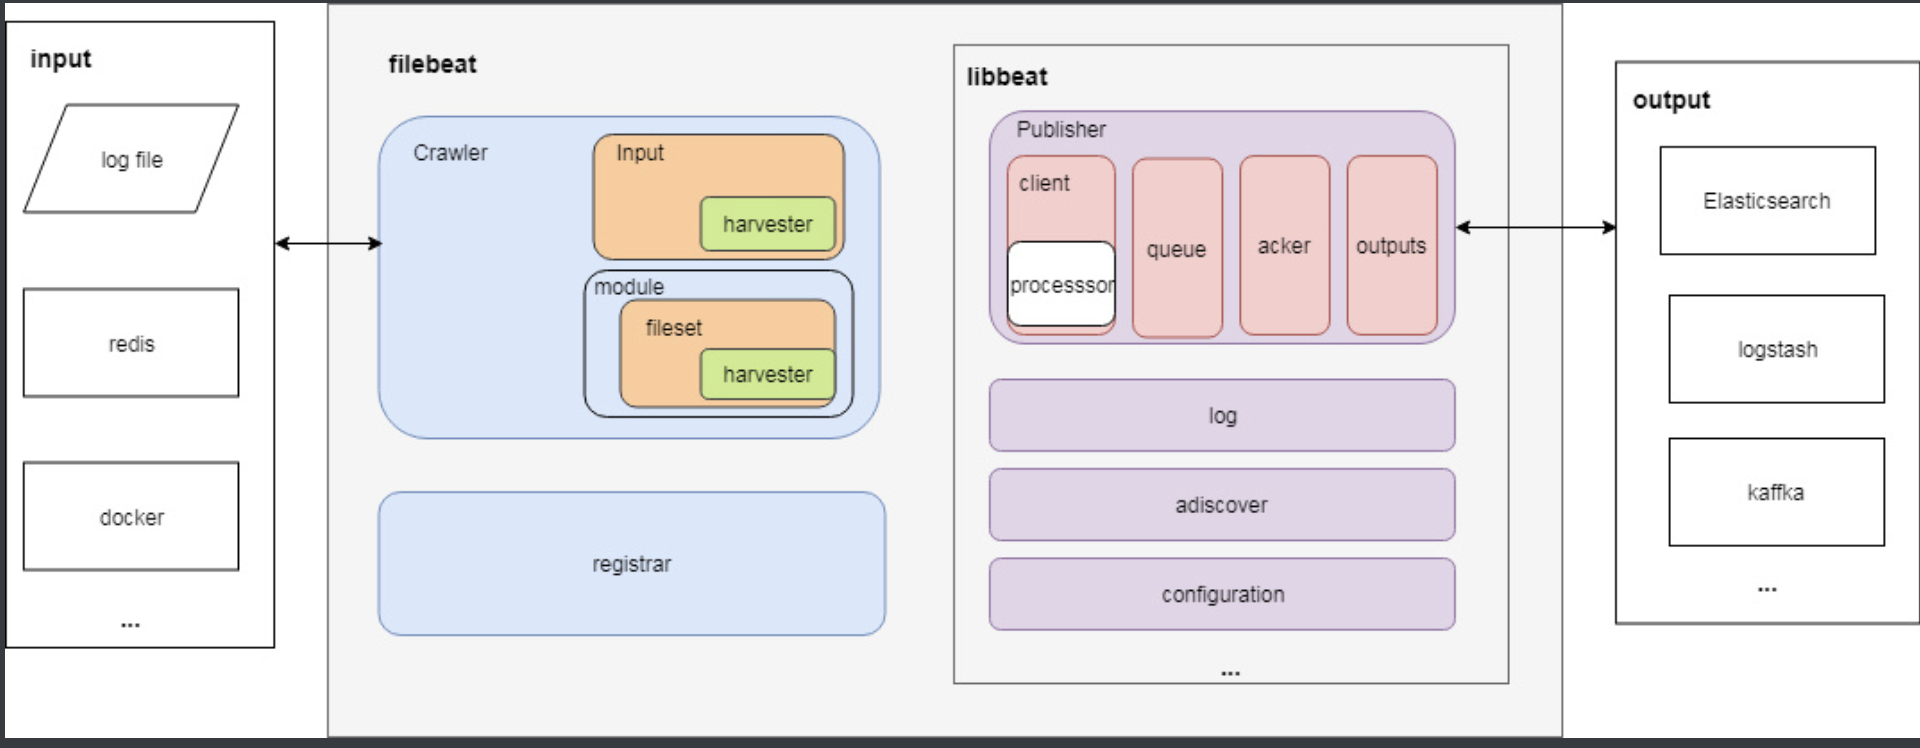 input
log file
redis
docker
...
filebeat
Crawler
Input
harvester
module
fileset
harvester
registrar
libbeat
Publisher
client
processsor
queue
acker
outputs
log
adiscover
configuration
...
output
Elasticsearch
logstash
kaffka
...